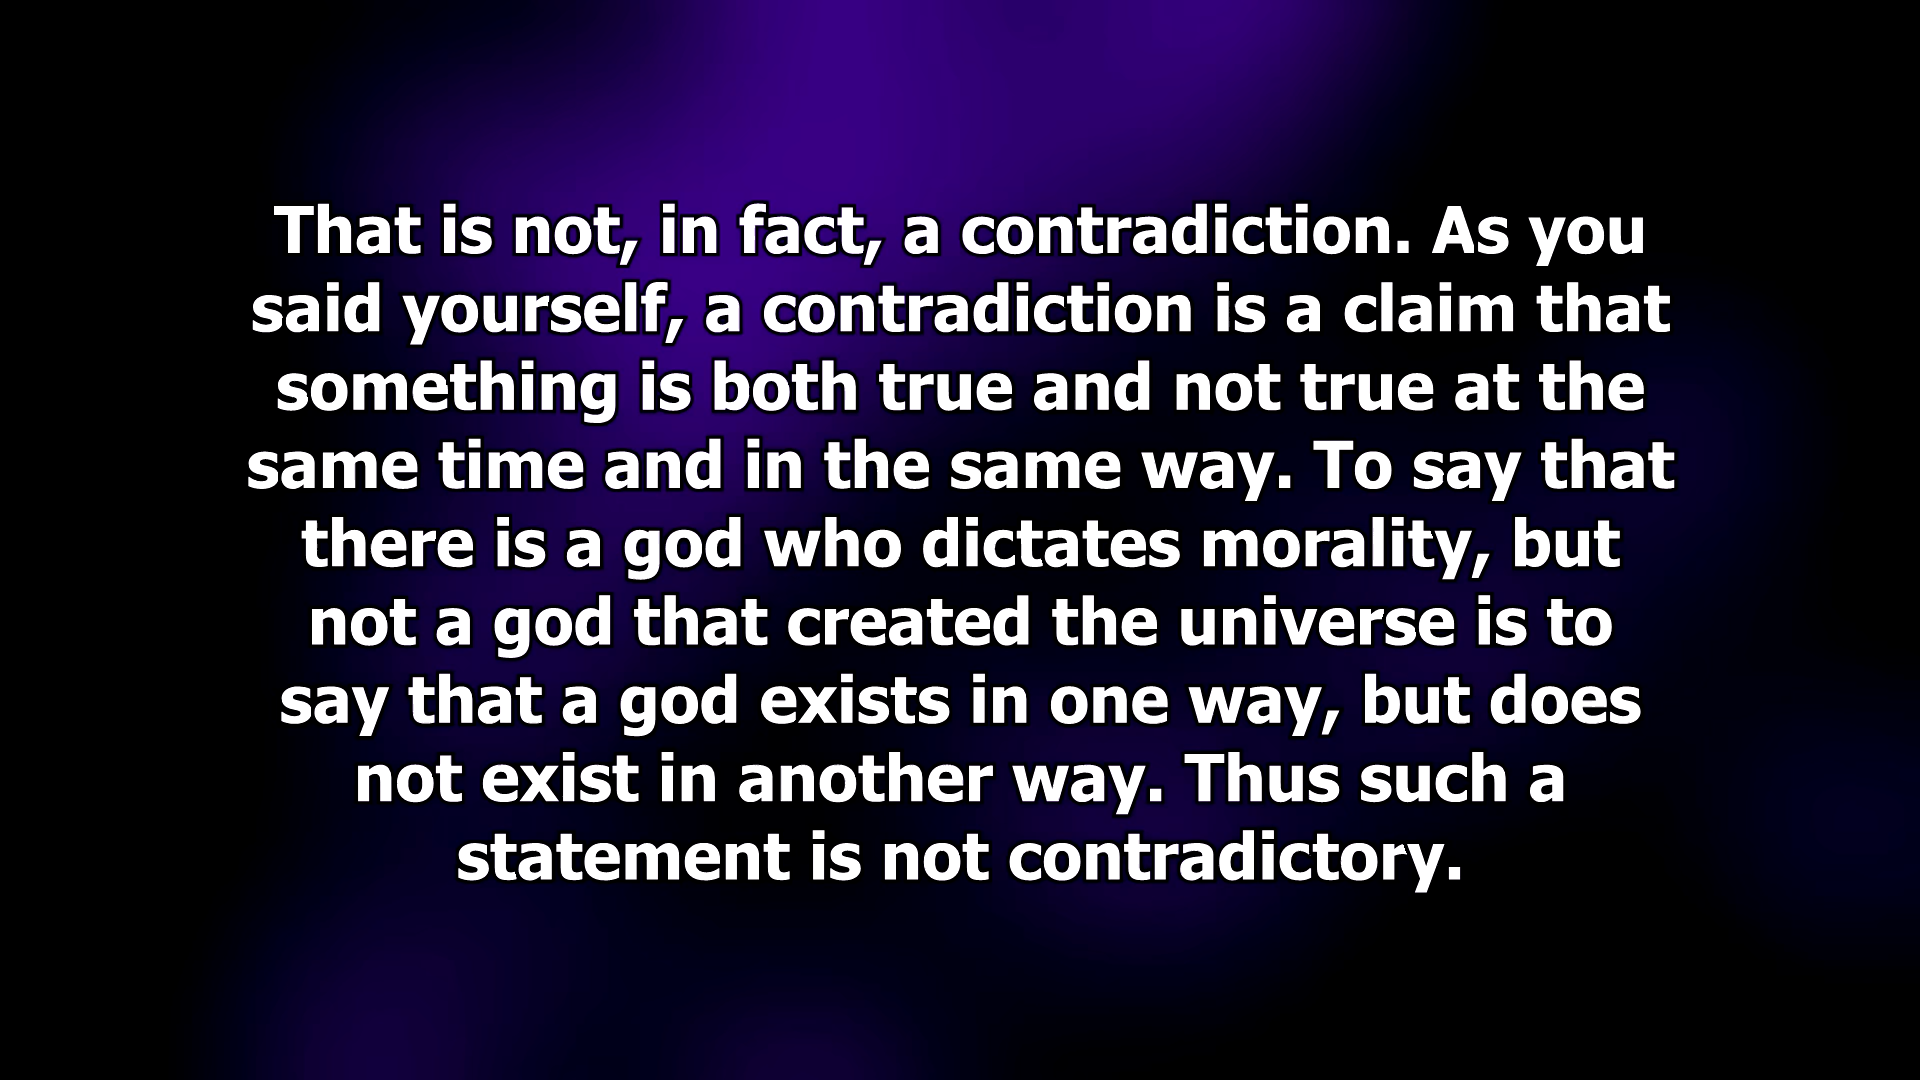 That is not, in fact, a contradiction. As you
said yourself, a contradiction is a claim that
something is both true and not true at the
same time and in the same way. To say that
there is a god who dictates morality, but
not a god that created the universe is to
say that a god exists in one way, but does
not exist in another way. Thus such a
statement is not contradictory.